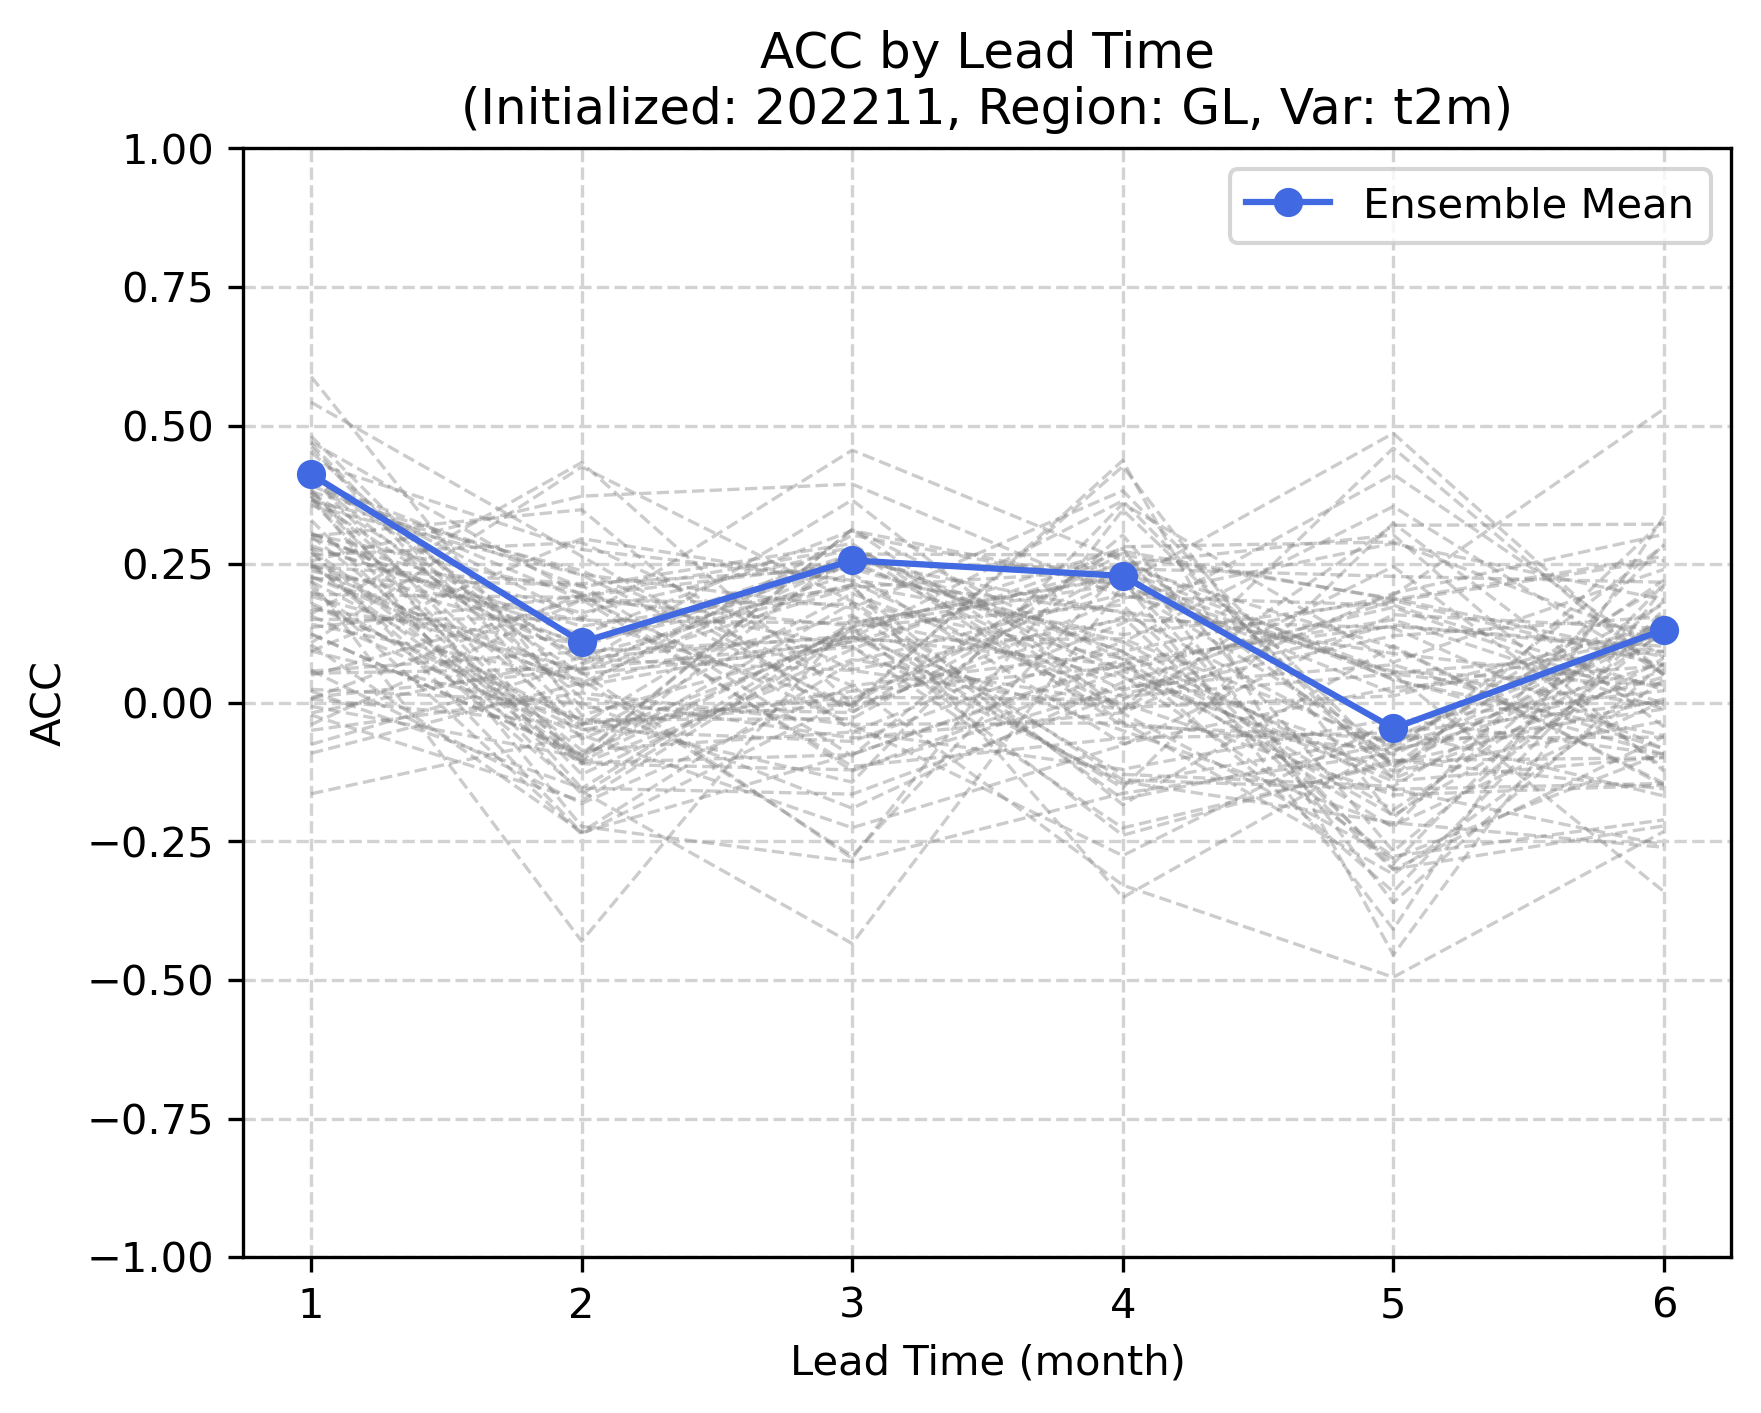 ACC by Lead Time
(Initialized: 202211, Region: GL, Var: t2m)
Ensemble Mean
ACC
1.00
0.75
0.50
0.25
0.00
−0.25
−0.50
−0.75
−1.00
1 2 3 4 5 6
Lead Time (month)